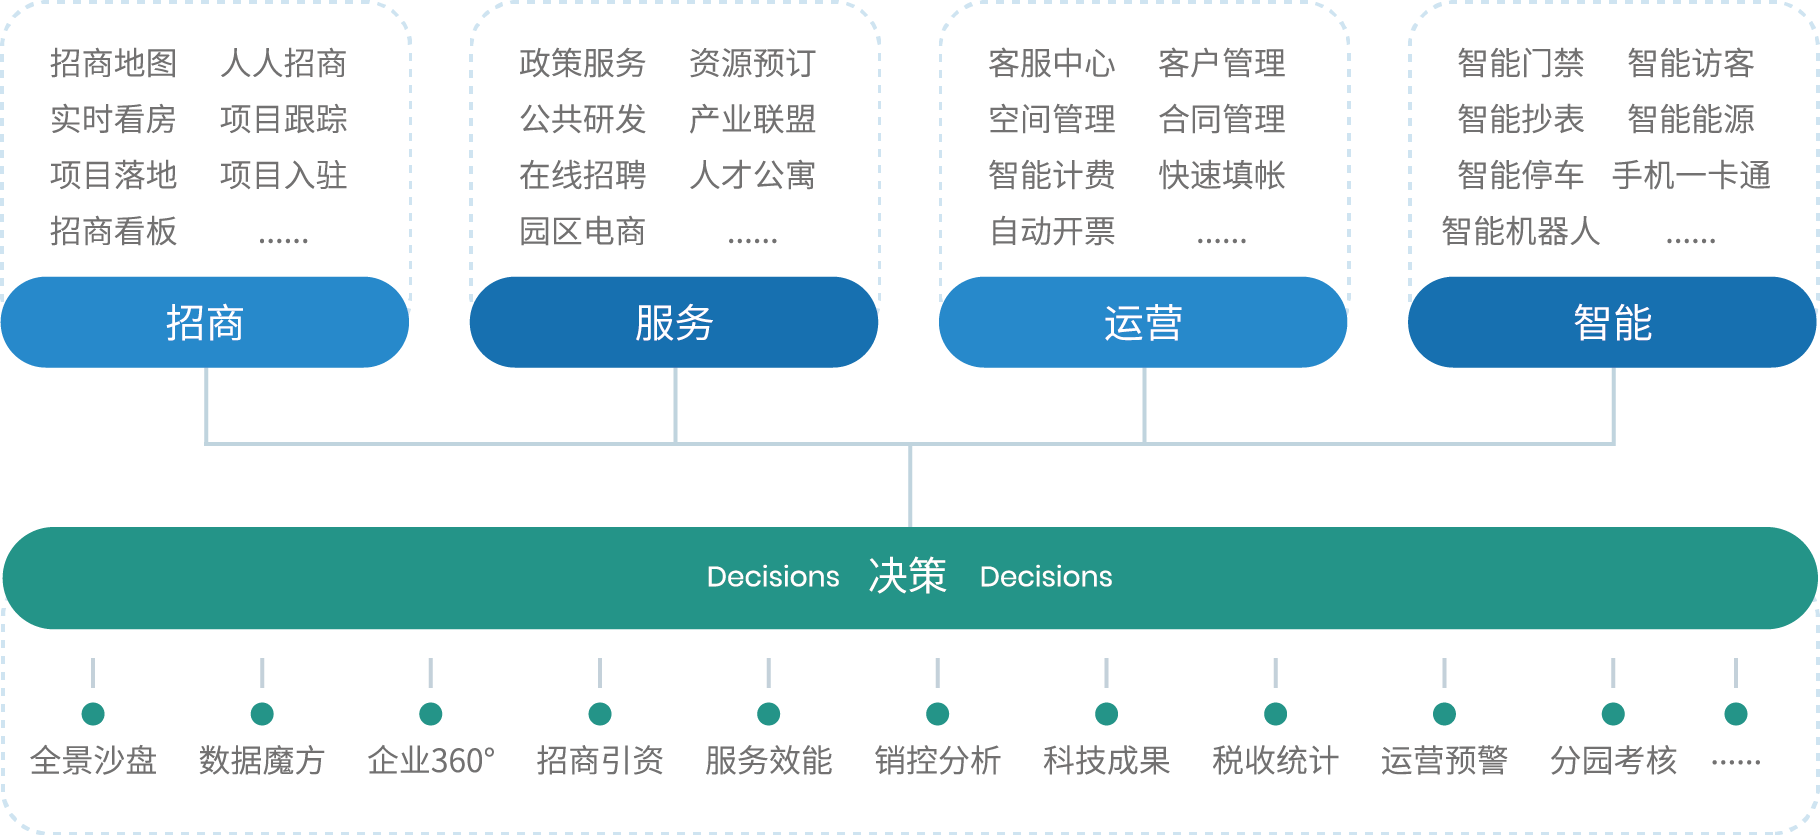 招商地图 人人招商
实时看房 项目跟踪
项目落地 项目入驻
招商看板 ......
招商
政策服务 资源预订
公共研发 产业联盟
在线招聘 人才公寓
园区电商 ......
服务
客服中心 客户管理
空间管理 合同管理
智能计费 快速填帐
自动开票 ......
运营
智能门禁 智能访客
智能抄表 智能能源
智能停车 手机一卡通
智能机器人 ......
智能
Decisions 决策 Decisions
全景沙盘 数据魔方 企业360° 招商引资 服务效能 销控分析 科技成果 税收统计 运营预警 分园考核 ......